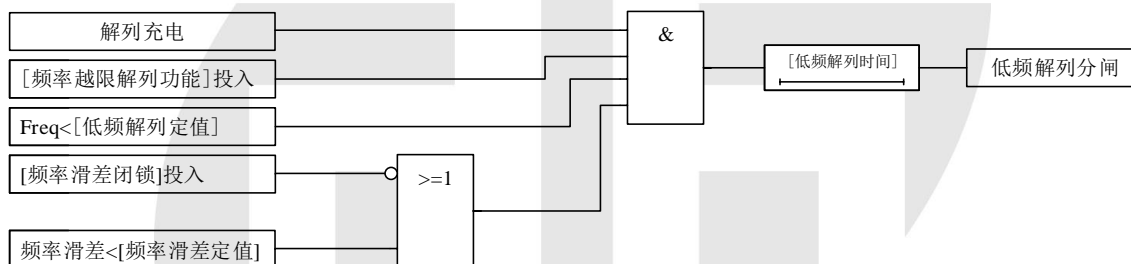 解列充电
&
[频率越限解列功能]投入
[低频解列时间]
低频解列分闸
Freq<[低频解列定值]
[频率滑差闭锁]投入
>=1
频率滑差<[频率滑差定值]